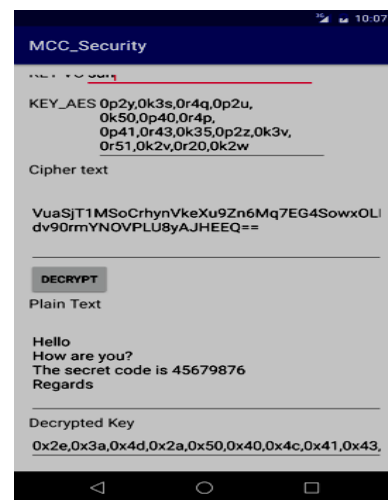 3G 10:07
MCC_Security
KEY_AES 0p2y,0k3s,0r4q,0p2u,
0k50,0p40,0r4p,
0p41,0r43,0k35,0p2z,0k3v,
0r51,0k2v,0r20,0k2w
Cipher text
VuaSjT1MSoCrhynVkeXu9Zn6Mq7EG4SowxOLI
dv90rmYNOVPLU8yAJHEEQ==
DECRYPT
Plain Text
Hello
How are you?
The secret code is 45679876
Regards
Decrypted Key
0x2e,0x3a,0x4d,0x2a,0x50,0x40,0x4c,0x41,0x43,